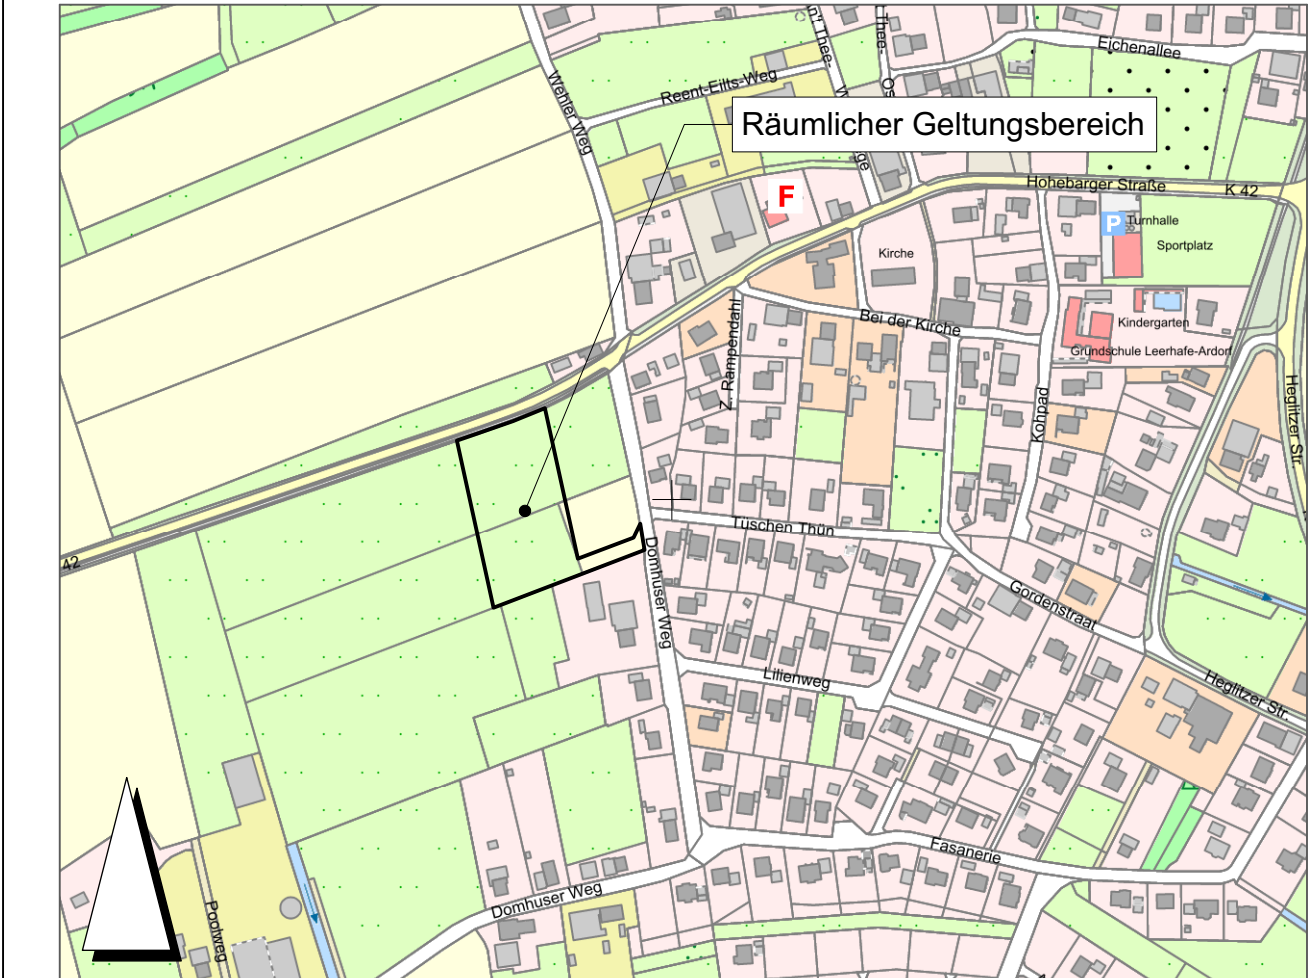 Eichenallee
Thee-
n'! Thee-
Wehler Weg
Reent-Eilts-Weg
Räumlicher Geltungsbereich
Hohebarger Straße
K 42
F
P
Turnhalle
Sportplatz
Kirche
Bei der Kirche
Kindergarten
Grundschule Leerhafe-Ardorf
Z. Rampendahl
Kohpad
Heglitzer Str.
Tüschen Thün
42
Domhuser Weg
Gordenstraat
Lilienweg
Heglitzer Str.
Fasanerie
Domhuser Weg
Poolweg